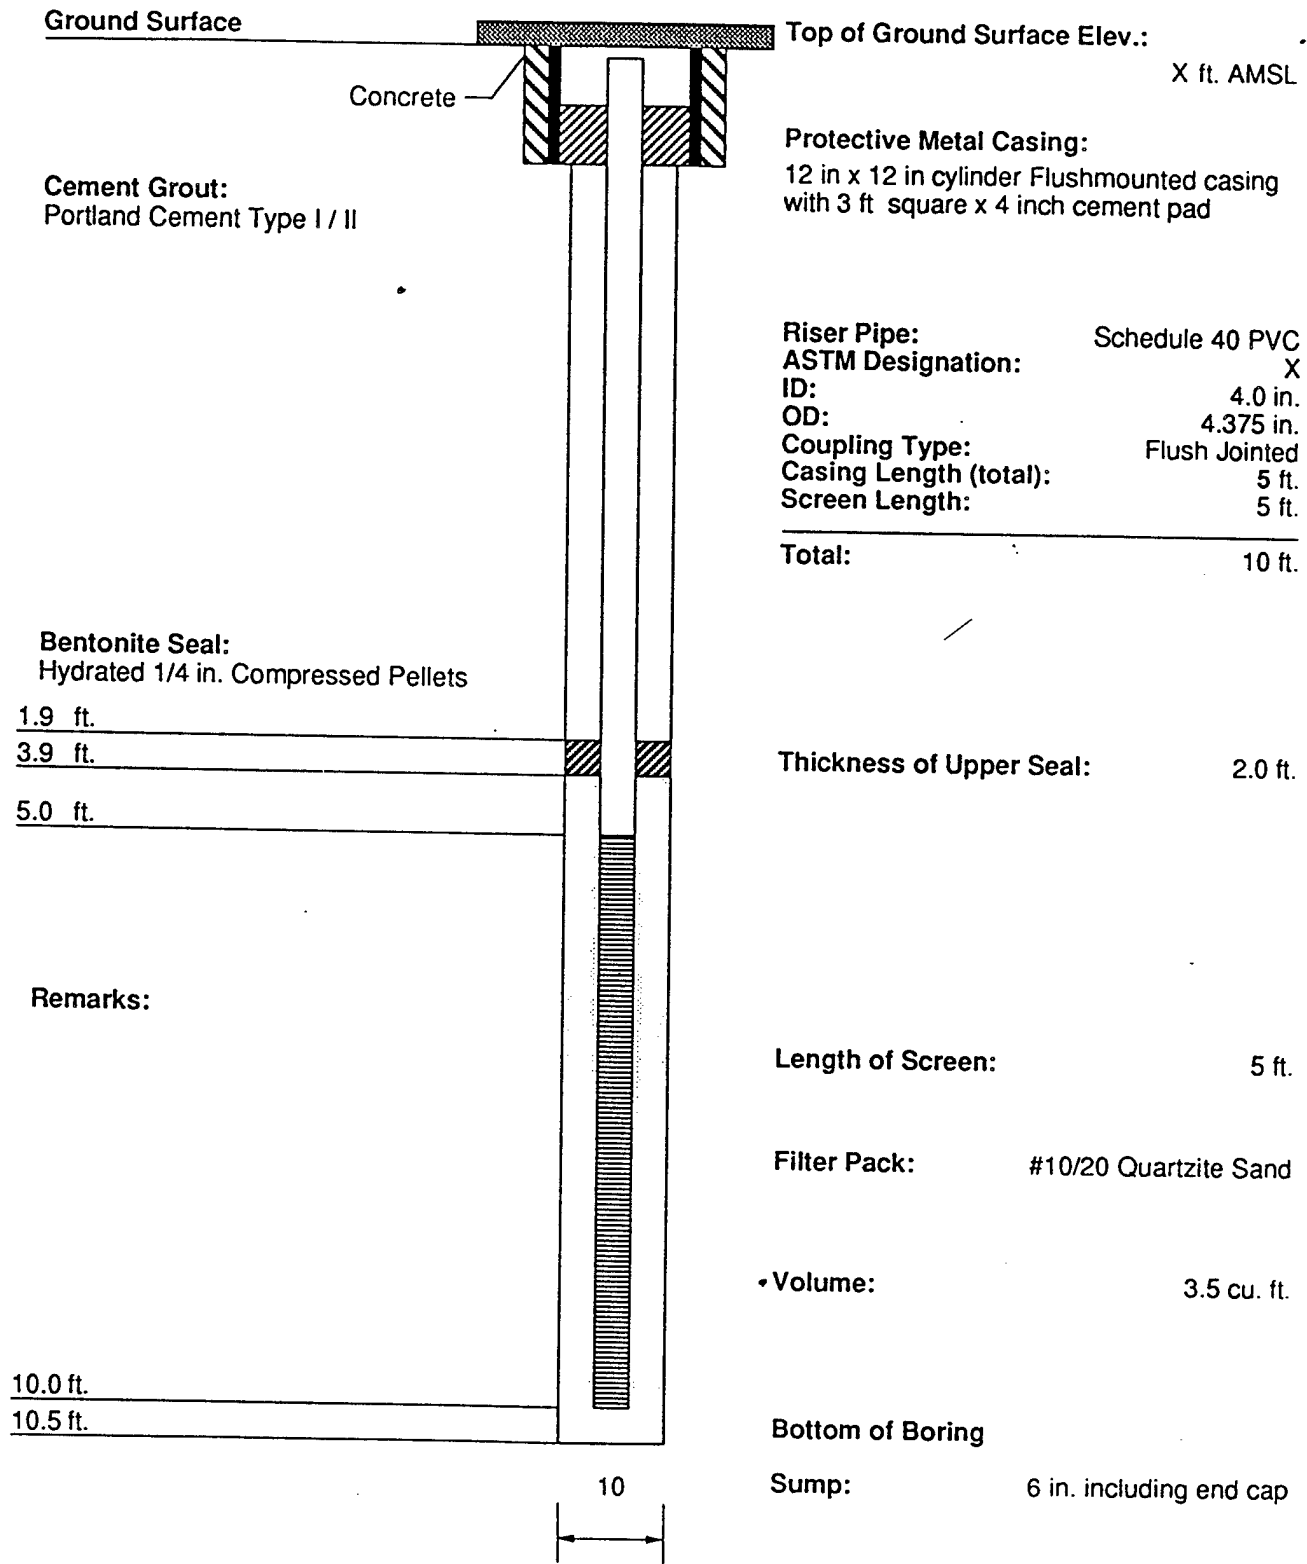 Ground Surface
Top of Ground Surface Elev.:
X ft. AMSL
Concrete
Protective Metal Casing:
12 in x 12 in cylinder Flushmounted casing
with 3 ft square x 4 inch cement pad
Cement Grout:
Portland Cement Type I / II
Riser Pipe: Schedule 40 PVC
ASTM Designation: X
ID: 4.0 in.
OD: 4.375 in.
Coupling Type: Flush Jointed
Casing Length (total): 5 ft.
Screen Length: 5 ft.
Total: 10 ft.
Bentonite Seal:
Hydrated 1/4 in. Compressed Pellets
1.9 ft.
3.9 ft.
Thickness of Upper Seal: 2.0 ft.
5.0 ft.
Remarks:
Length of Screen: 5 ft.
Filter Pack: #10/20 Quartzite Sand
Volume: 3.5 cu. ft.
10.0 ft.
10.5 ft.
Bottom of Boring
Sump: 6 in. including end cap
10